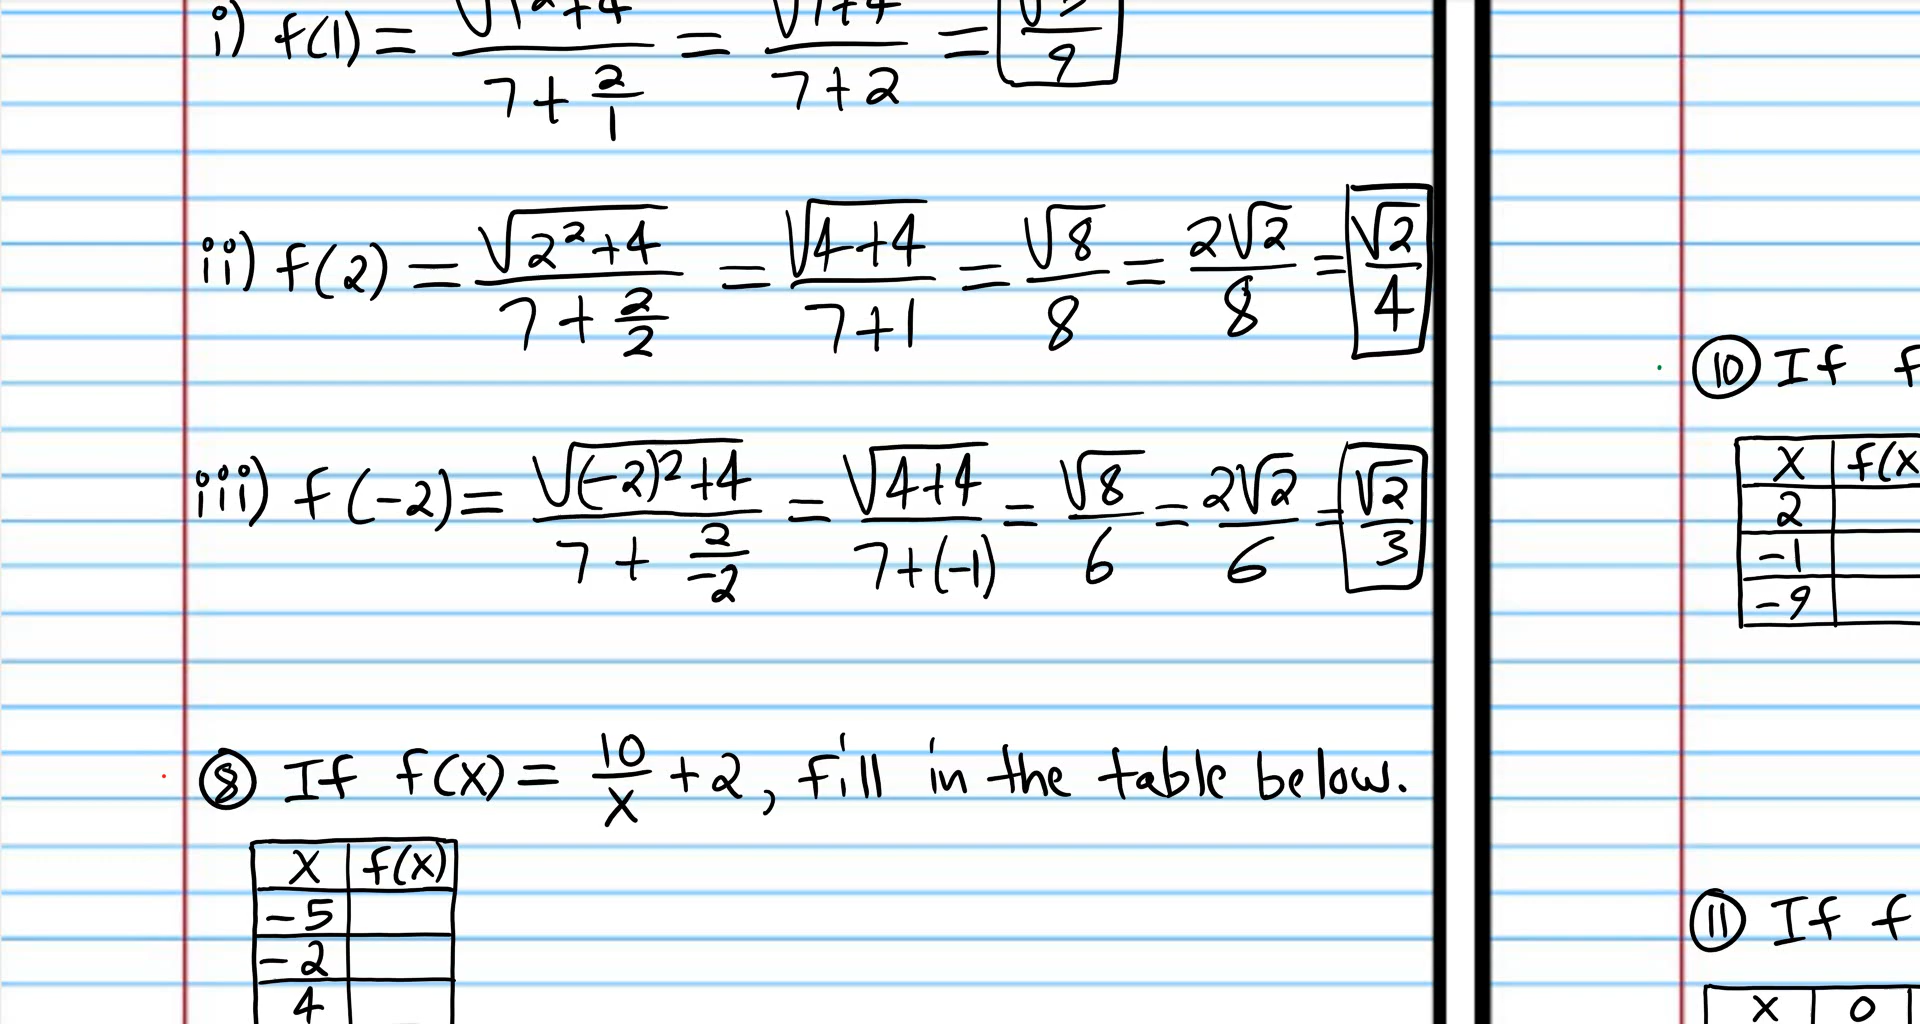 i) f(1) = √(1²+4) / (7 + 2/1) = √(1+4) / (7+2) = √5 / 9
ii) f(2) = √(2²+4) / (7 + 2/2) = √(4+4) / (7+1) = √8 / 8 = 2√2 / 8 = √2 / 4
iii) f(-2) = √((-2)²+4) / (7 + 2/-2) = √(4+4) / (7+(-1)) = √8 / 6 = 2√2 / 6 = √2 / 3
⑧ If f(x) = 10/x + 2, fill in the table below.
x f(x)
-5
-2
4
⑩ If f
x f(x
2
-1
-9
⑪ If f
x 0